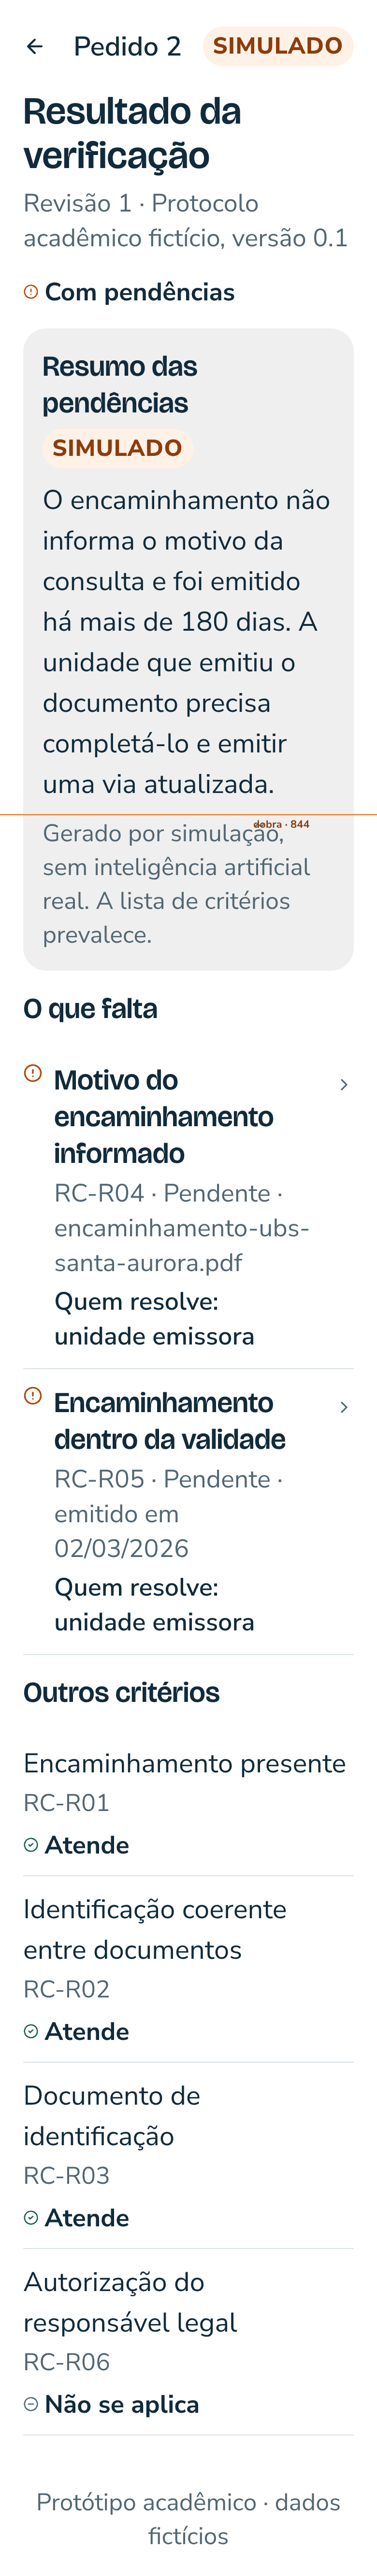 Pedido 2
SIMULADO
Resultado da
verificação
Revisão 1 · Protocolo
acadêmico fictício, versão 0.1
Com pendências
Resumo das
pendências
SIMULADO
O encaminhamento não
informa o motivo da
consulta e foi emitido
há mais de 180 dias. A
unidade que emitiu o
documento precisa
completá-lo e emitir
uma via atualizada.
dobra · 844
Gerado por simulação,
sem inteligência artificial
real. A lista de critérios
prevalece.
O que falta
Motivo do
encaminhamento
informado
RC-R04 · Pendente ·
encaminhamento-ubs-
santa-aurora.pdf
Quem resolve:
unidade emissora
Encaminhamento
dentro da validade
RC-R05 · Pendente ·
emitido em
02/03/2026
Quem resolve:
unidade emissora
Outros critérios
Encaminhamento presente
RC-R01
Atende
Identificação coerente
entre documentos
RC-R02
Atende
Documento de
identificação
RC-R03
Atende
Autorização do
responsável legal
RC-R06
Não se aplica
Protótipo acadêmico · dados
fictícios